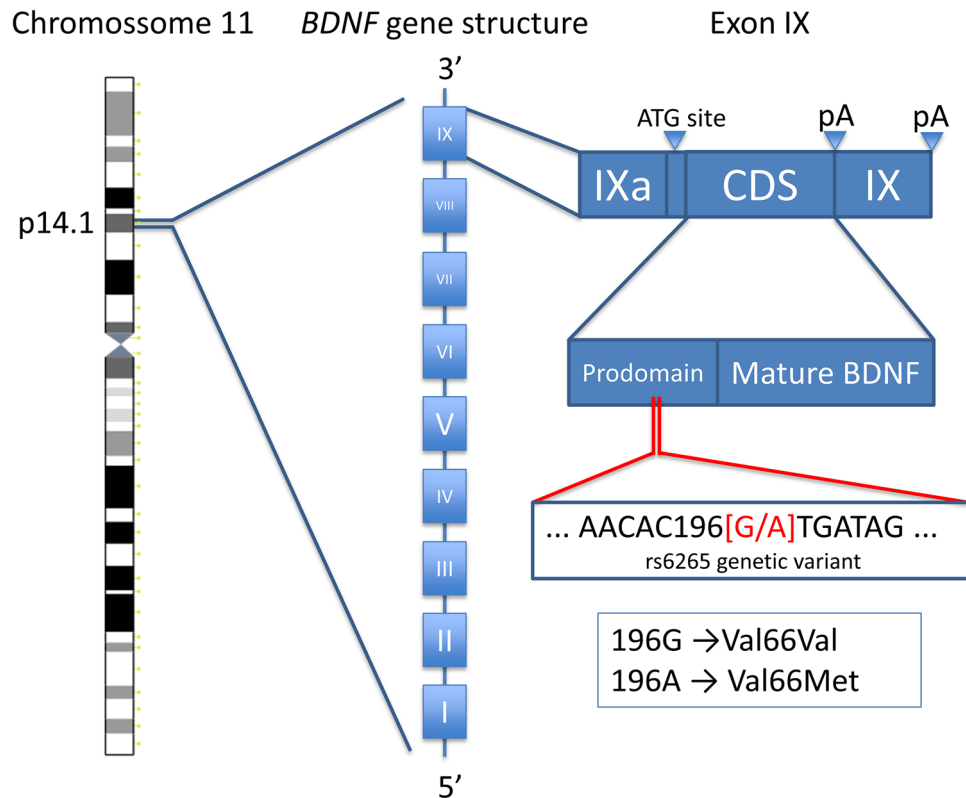 Chromossome 11
BDNF gene structure
Exon IX
p14.1
3’
IX
VIII
VII
VI
V
IV
III
II
I
5’
ATG site
pA
pA
IXa
CDS
IX
Prodomain
Mature BDNF
... AACAC196[G/A]TGATAG ...
rs6265 genetic variant
196G →Val66Val
196A → Val66Met